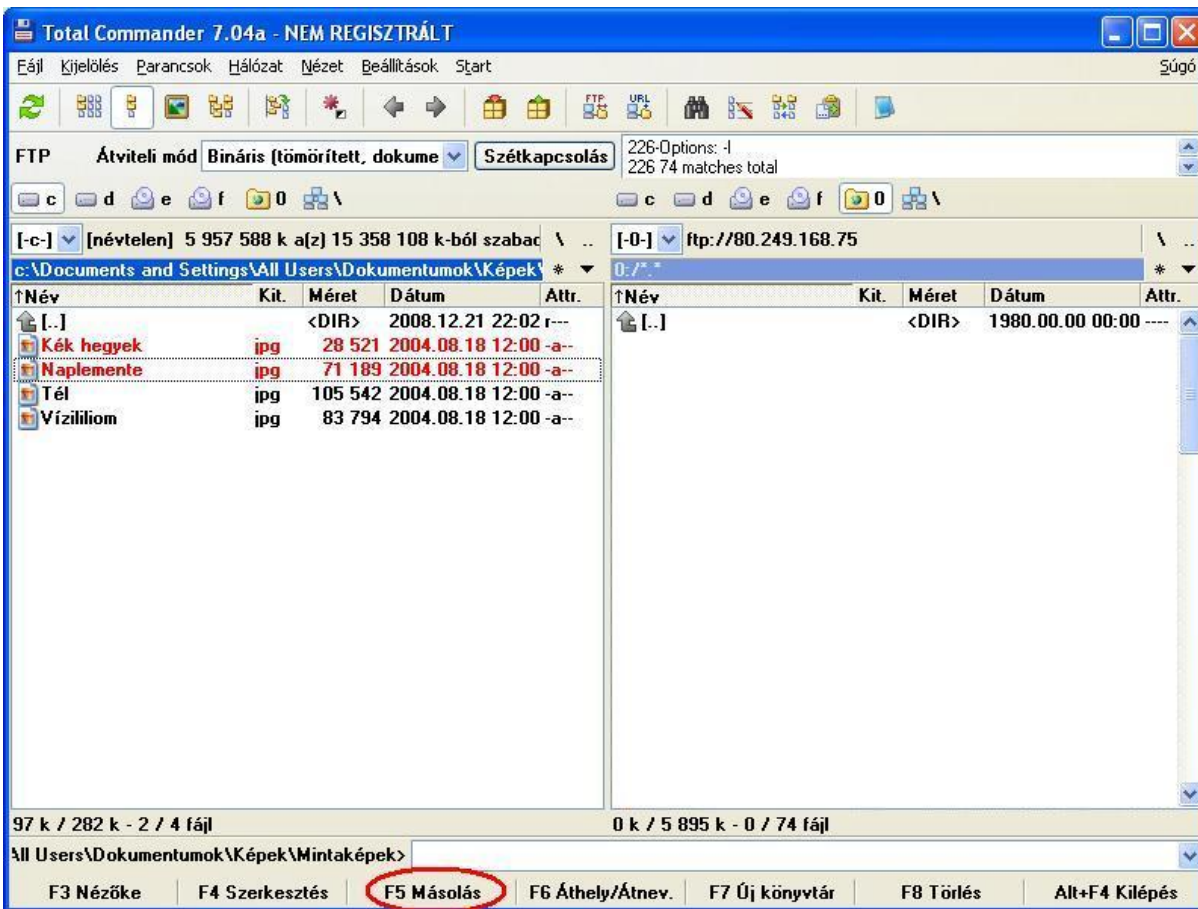 Total Commander 7.04a - NEM REGISZTRÁLT
Fájl Kijelölés Parancsok Hálózat Nézet Beállítások Start Súgó
FTP URL
FTP Átviteli mód Bináris (tömörített, dokume Szétkapcsolás
226-Options: -l
226 74 matches total
c d e f 0 \
c d e f 0 \
[-c-] [névtelen] 5 957 588 k a(z) 15 358 108 k-ból szabad \ ..
[-0-] ftp://80.249.168.75 \ ..
c:\Documents and Settings\All Users\Dokumentumok\Képek\ * ▼
0:/*.* * ▼
↑Név Kit. Méret Dátum Attr.
[..] <DIR> 2008.12.21 22:02 r---
Kék hegyek jpg 28 521 2004.08.18 12:00 -a--
Naplemente jpg 71 189 2004.08.18 12:00 -a--
Tél jpg 105 542 2004.08.18 12:00 -a--
Vízililiom jpg 83 794 2004.08.18 12:00 -a--
↑Név Kit. Méret Dátum Attr.
[..] <DIR> 1980.00.00 00:00 ----
97 k / 282 k - 2 / 4 fájl
0 k / 5 895 k - 0 / 74 fájl
All Users\Dokumentumok\Képek\Mintaképek>
F3 Nézőke F4 Szerkesztés F5 Másolás F6 Áthely/Átnev. F7 Új könyvtár F8 Törlés Alt+F4 Kilépés